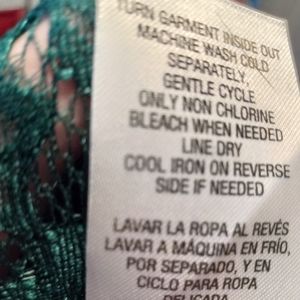 TURN GARMENT INSIDE OUT
MACHINE WASH COLD
SEPARATELY,
GENTLE CYCLE
ONLY NON CHLORINE
BLEACH WHEN NEEDED
LINE DRY
COOL IRON ON REVERSE
SIDE IF NEEDED
LAVAR LA ROPA AL REVÉS
LAVAR A MÁQUINA EN FRÍO,
POR SEPARADO, Y EN
CICLO PARA ROPA
DELICADA